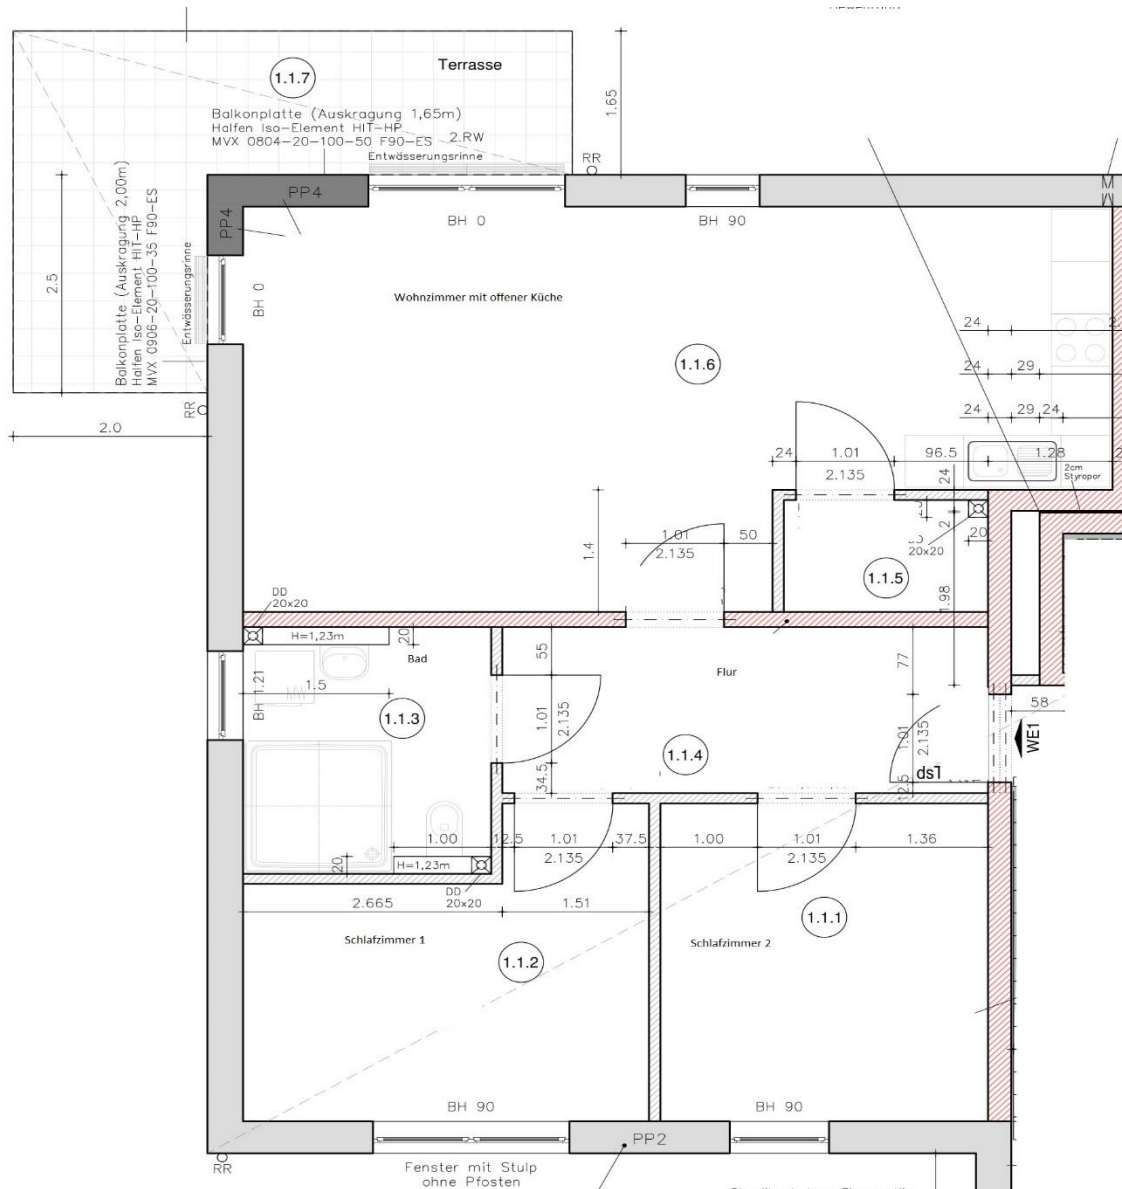 Terrasse
1.1.7
Balkonplatte (Auskragung 1,65m)
Halfen Iso-Element HIT-HP
MVX 0804-20-100-50 F90-ES
2.RW
Entwässerungsrinne
1.65
RR
PP4
PP4
BH 0
BH 90
Balkonplatte (Auskragung 2,00m)
Halfen Iso-Element HIT-HP
MVX 0906-20-100-35 F90-ES
Entwässerungsrinne
2.5
BH 0
Wohnzimmer mit offener Küche
1.1.6
24
24 29
24 29 24
RR
2.0
24 1.01 96.5 1.28
2.135
24
2cm
Styropor
1.4
1.01 50
2.135
2
20
20x20
1.1.5
1.98
DD
20x20
H=1,23m
20
Bad
55
Flur
77
BH 1.21
MW
1.5
1.1.3
1.01
2.135
1.1.4
1.01
2.135
58
WE1
34.5
dsT
12.5
1.00 12.5 1.01 37.5 1.00 1.01 1.36
2.135
2.135
20
H=1,23m
DD
20x20
2.665 1.51
Schlafzimmer 1
1.1.2
1.1.1
Schlafzimmer 2
BH 90
BH 90
PP2
RR
Fenster mit Stulp
ohne Pfosten